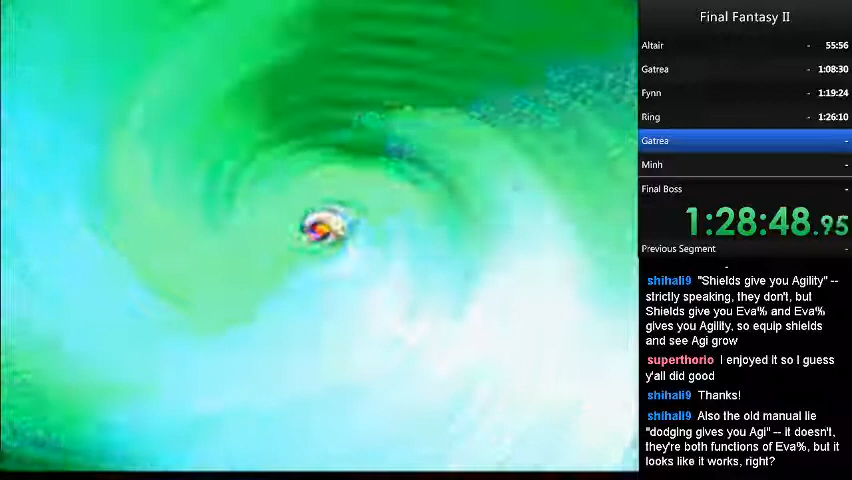 Final Fantasy II
Altair - 55:56
Gatrea - 1:08:30
Fynn - 1:19:24
Ring - 1:26:10
Gatrea -
Minh -
Final Boss -
1:28:48.95
Previous Segment -
-
shihali9 "Shields give you Agility" --
strictly speaking, they don't, but
Shields give you Eva% and Eva%
gives you Agility, so equip shields
and see Agi grow
superthorio I enjoyed it so I guess
y'all did good
shihali9 Thanks!
shihali9 Also the old manual lie
"dodging gives you Agi" -- it doesn't,
they're both functions of Eva%, but it
looks like it works, right?